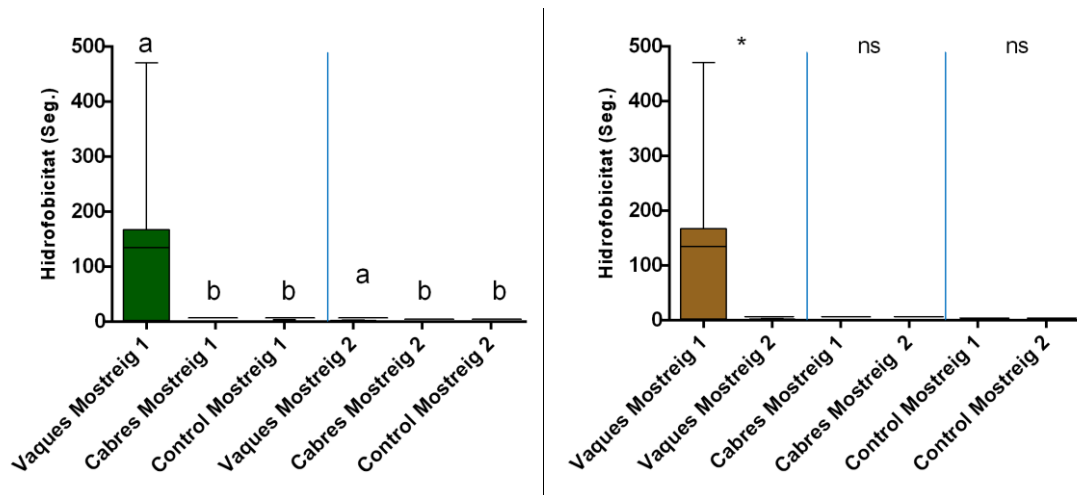 Hidrofobicitat (Seg.)
500
400
300
200
100
0
a
b
b
a
b
b
Vaques Mostreig 1
Cabres Mostreig 1
Control Mostreig 1
Vaques Mostreig 2
Cabres Mostreig 2
Control Mostreig 2
Hidrofobicitat (Seg.)
500
400
300
200
100
0
*
ns
ns
Vaques Mostreig 1
Vaques Mostreig 2
Cabres Mostreig 1
Cabres Mostreig 2
Control Mostreig 1
Control Mostreig 2